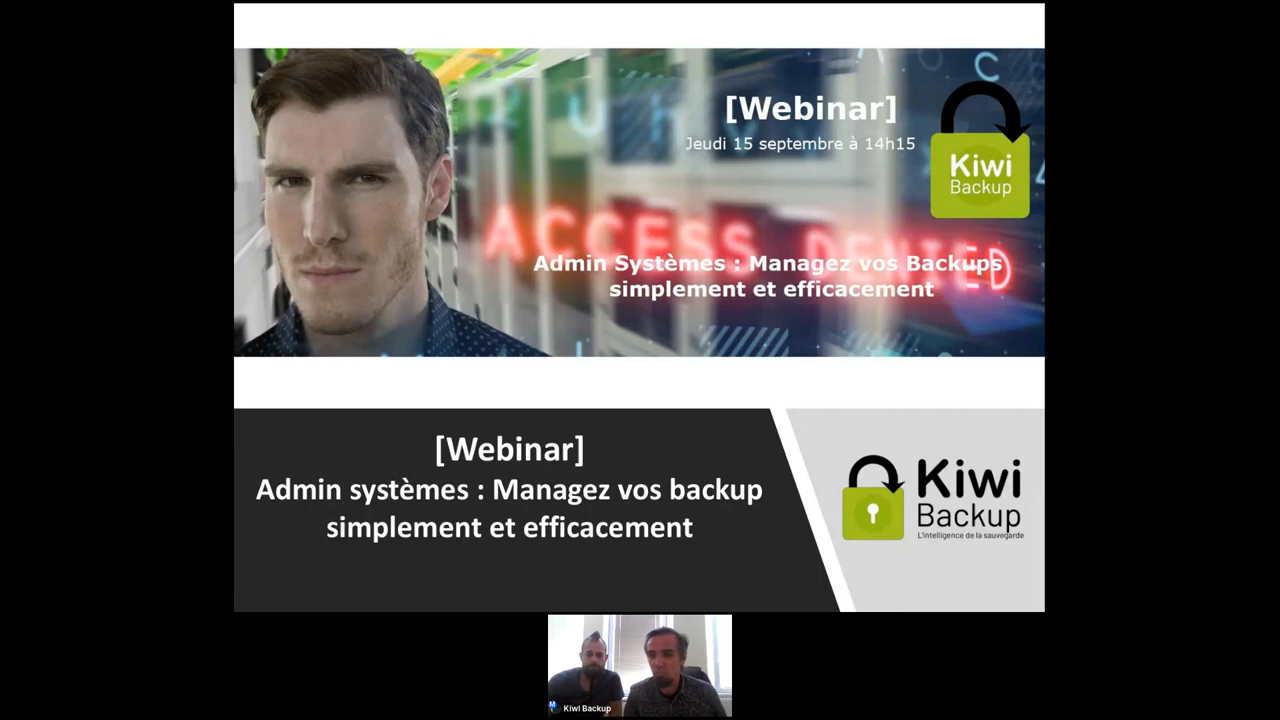 [Webinar]
Jeudi 15 septembre à 14h15
Kiwi
Backup
ACCESS DENIED
Admin Systèmes : Managez vos Backups
simplement et efficacement
[Webinar]
Admin systèmes : Managez vos backup
simplement et efficacement
Kiwi
Backup
L'intelligence de la sauvegarde
Kiwi Backup